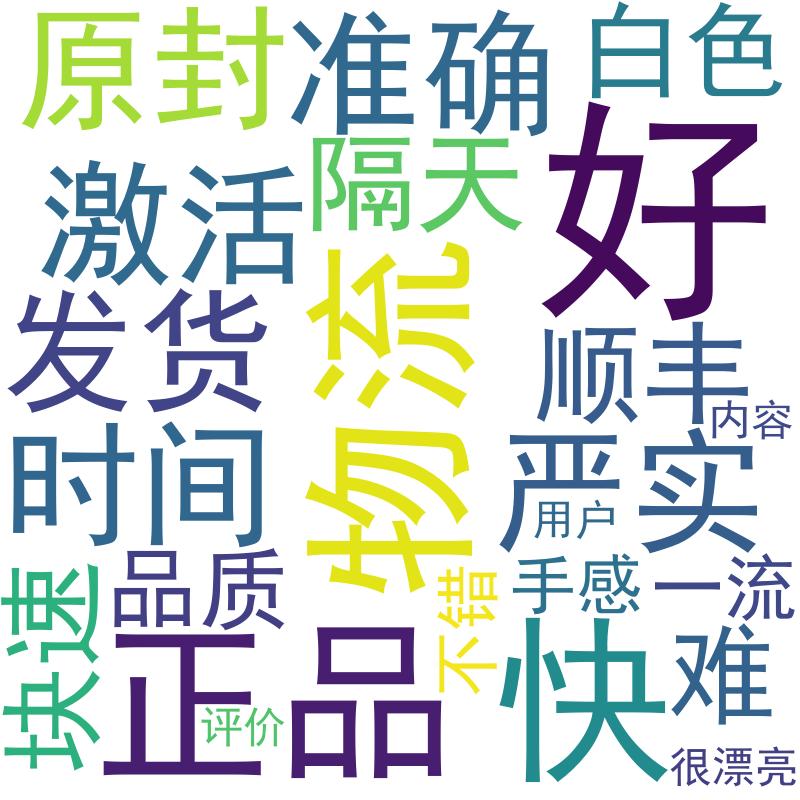 原封
准确
白色
隔天
好
激活
物流
发货
顺丰
内容
时间
严实
用户
品质
不错
手感
一流
块速
正品
快
难
评价
很漂亮